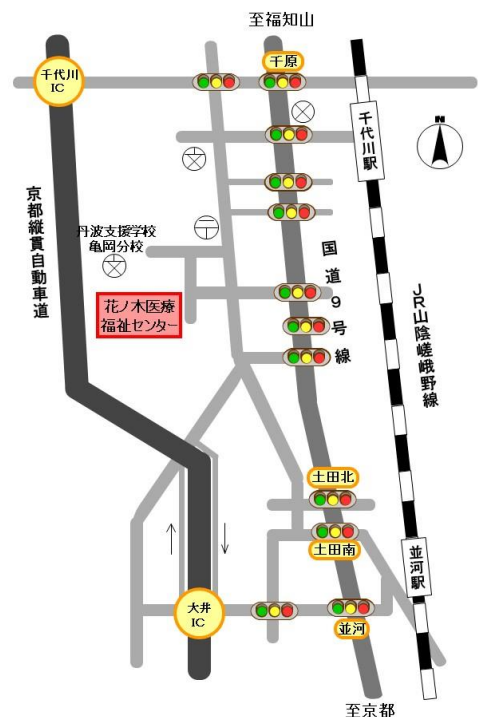 至福知山
千原
千代川
IC
N
千代川駅
京都縦貫自動車道
丹波支援学校
亀岡分校
国道9号線
花ノ木医療
福祉センター
JR山陰嵯峨野線
土田北
土田南
並河駅
大井
IC
並河
至京都